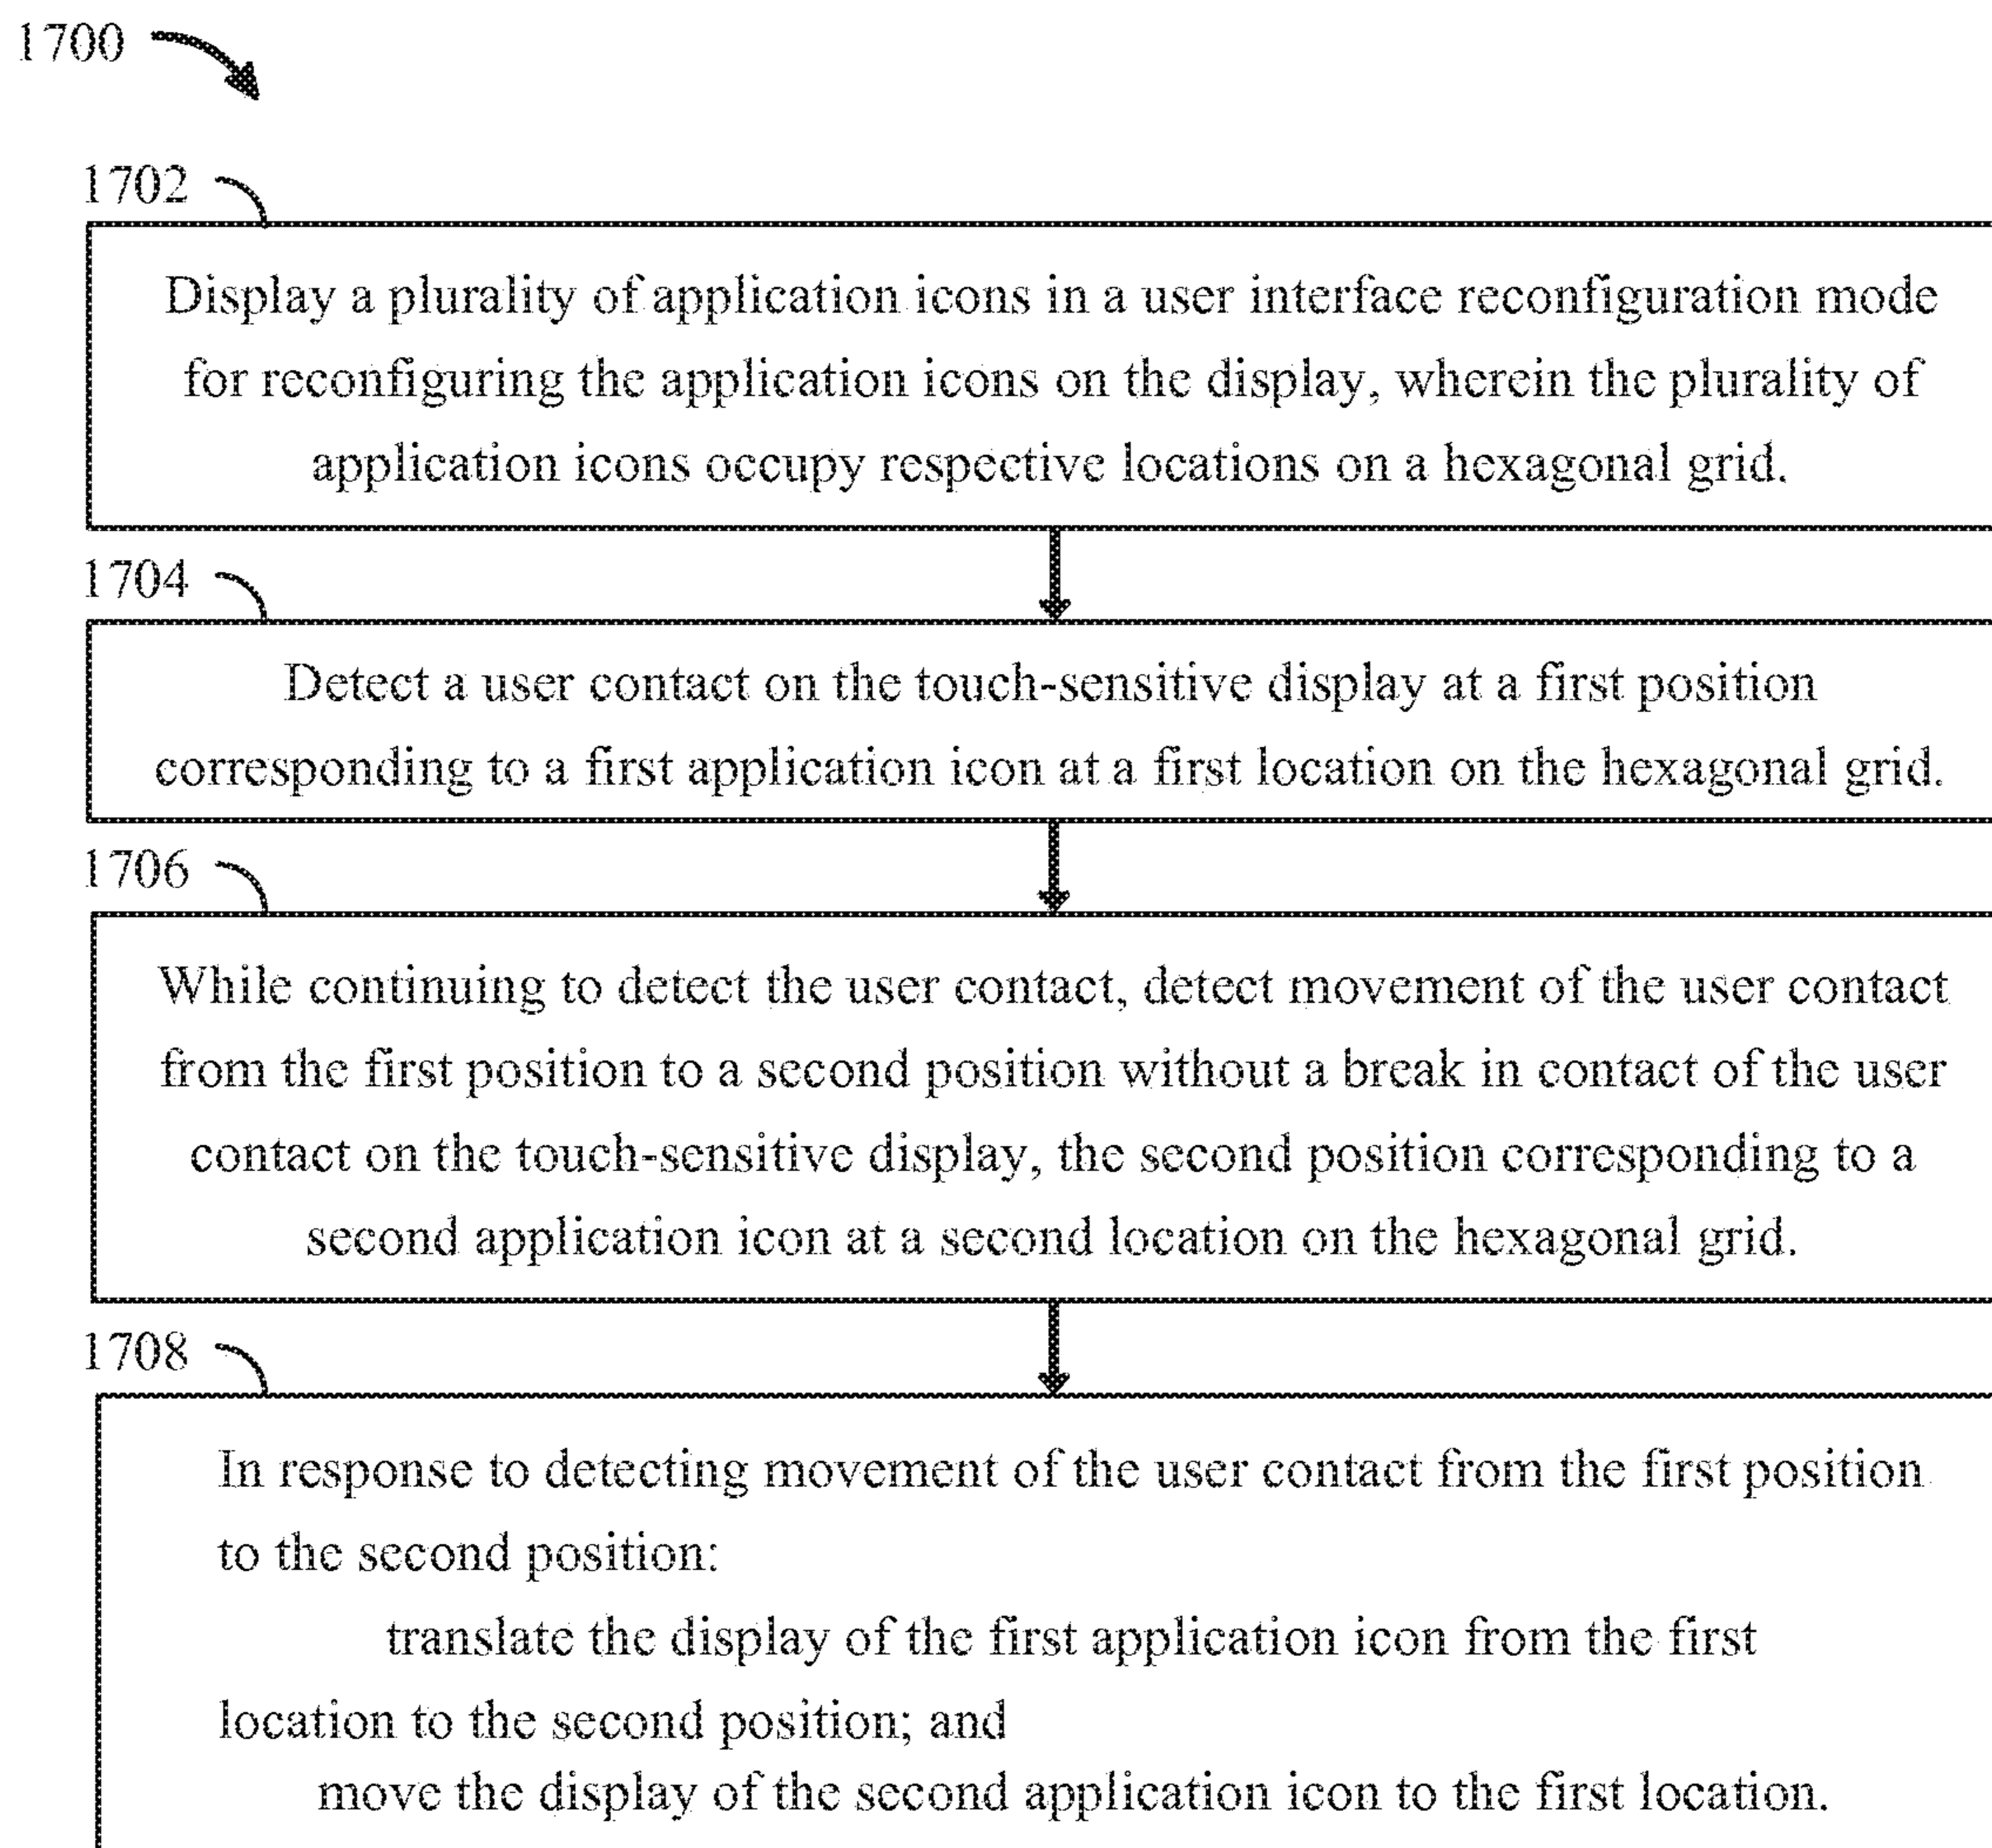 1700
1702
Display a plurality of application icons in a user interface reconfiguration mode
for reconfiguring the application icons on the display, wherein the plurality of
application icons occupy respective locations on a hexagonal grid.
1704
Detect a user contact on the touch-sensitive display at a first position
corresponding to a first application icon at a first location on the hexagonal grid.
1706
While continuing to detect the user contact, detect movement of the user contact
from the first position to a second position without a break in contact of the user
contact on the touch-sensitive display, the second position corresponding to a
second application icon at a second location on the hexagonal grid.
1708
In response to detecting movement of the user contact from the first position
to the second position:
translate the display of the first application icon from the first
location to the second position; and
move the display of the second application icon to the first location.